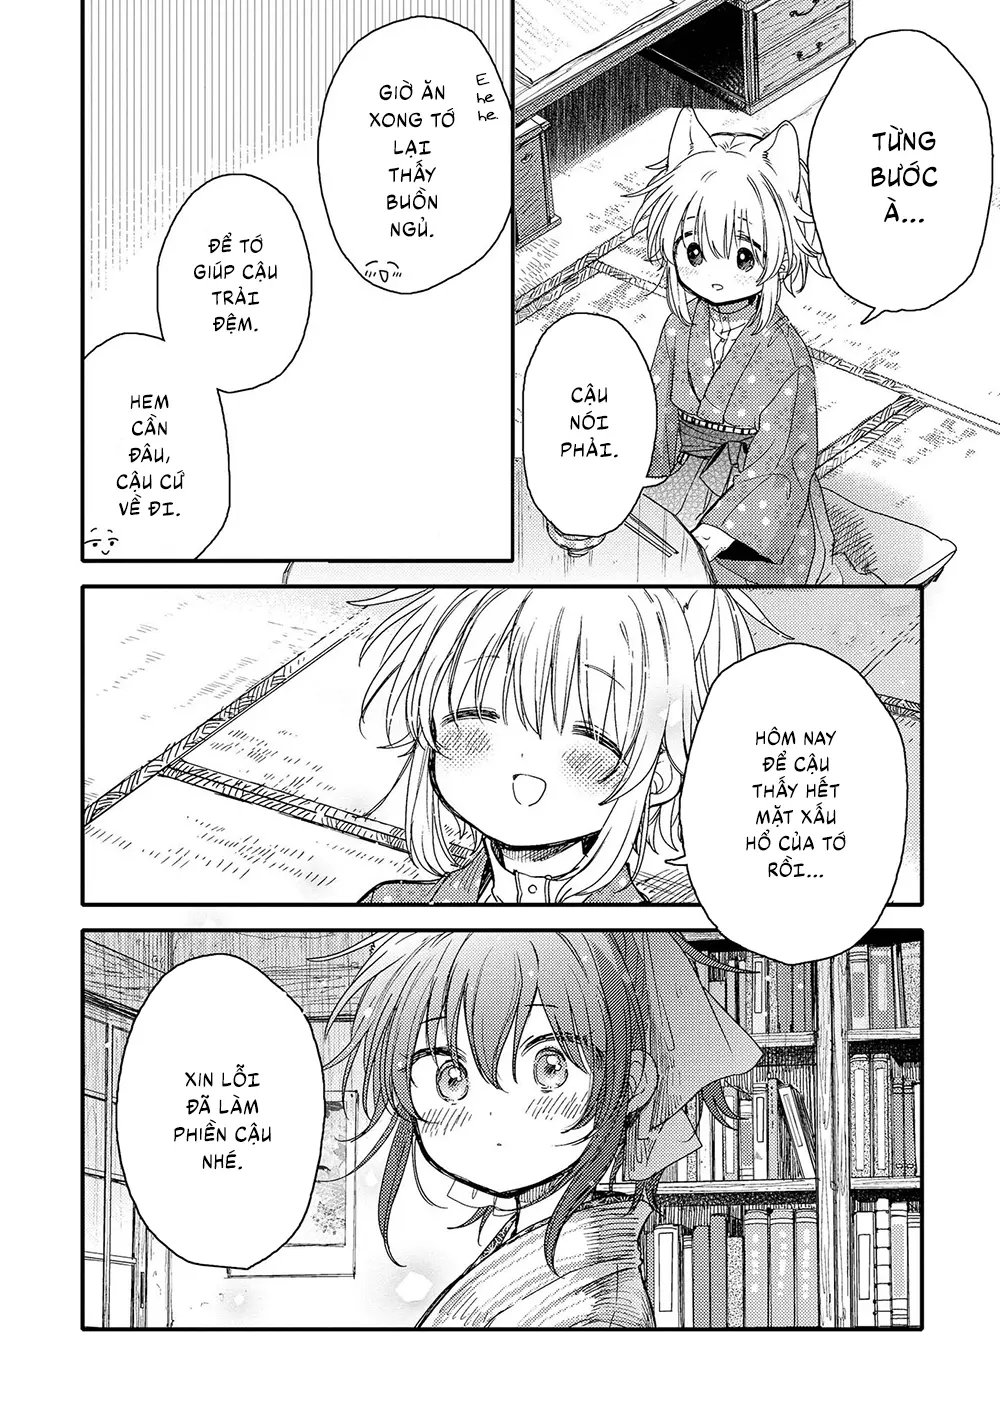 TỪNG
BƯỚC
À...
CẬU
NÓI
PHẢI.
GIỜ ĂN
XONG TỚ
LẠI
THẤY
BUỒN
NGỦ.
E
he
he.
ĐỂ TỚ
GIÚP CẬU
TRẢI
ĐỆM.
HEM
CẦN
ĐÂU,
CẬU CỨ
VỀ ĐI.
HÔM NAY
ĐỂ CẬU
THẤY HẾT
MẶT XẤU
HỔ CỦA TỚ
RỒI...
XIN LỖI
ĐÃ LÀM
PHIỀN CẬU
NHÉ.